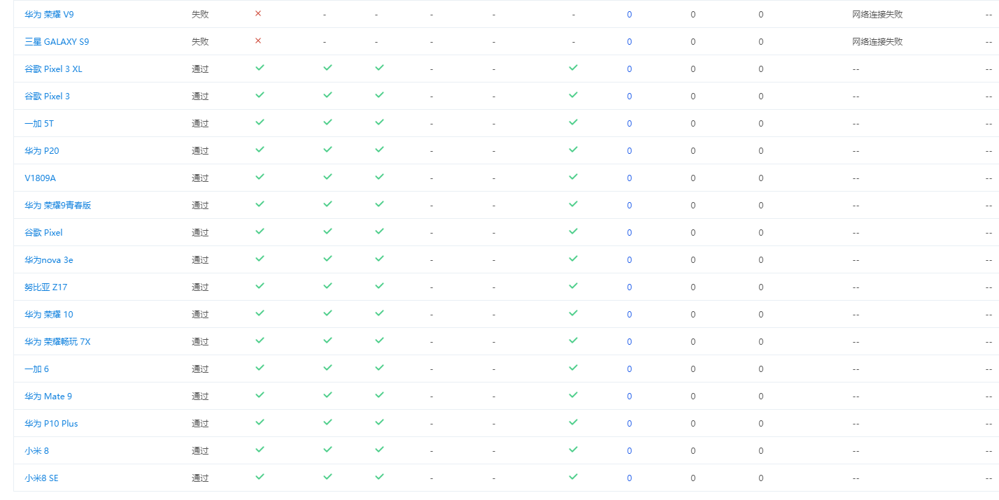 华为 荣耀 V9 失败 × - - - - - 0 0 0 网络连接失败 --
三星 GALAXY S9 失败 × - - - - - 0 0 0 网络连接失败 --
谷歌 Pixel 3 XL 通过 ✓ ✓ ✓ - - ✓ 0 0 0 -- --
谷歌 Pixel 3 通过 ✓ ✓ ✓ - - ✓ 0 0 0 -- --
一加 5T 通过 ✓ ✓ ✓ - - ✓ 0 0 0 -- --
华为 P20 通过 ✓ ✓ ✓ - - ✓ 0 0 0 -- --
V1809A 通过 ✓ ✓ ✓ - - ✓ 0 0 0 -- --
华为 荣耀9青春版 通过 ✓ ✓ ✓ - - ✓ 0 0 0 -- --
谷歌 Pixel 通过 ✓ ✓ ✓ - - ✓ 0 0 0 -- --
华为nova 3e 通过 ✓ ✓ ✓ - - ✓ 0 0 0 -- --
努比亚 Z17 通过 ✓ ✓ ✓ - - ✓ 0 0 0 -- --
华为 荣耀 10 通过 ✓ ✓ ✓ - - ✓ 0 0 0 -- --
华为 荣耀畅玩 7X 通过 ✓ ✓ ✓ - - ✓ 0 0 0 -- --
一加 6 通过 ✓ ✓ ✓ - - ✓ 0 0 0 -- --
华为 Mate 9 通过 ✓ ✓ ✓ - - ✓ 0 0 0 -- --
华为 P10 Plus 通过 ✓ ✓ ✓ - - ✓ 0 0 0 -- --
小米 8 通过 ✓ ✓ ✓ - - ✓ 0 0 0 -- --
小米8 SE 通过 ✓ ✓ ✓ - - ✓ 0 0 0 -- --